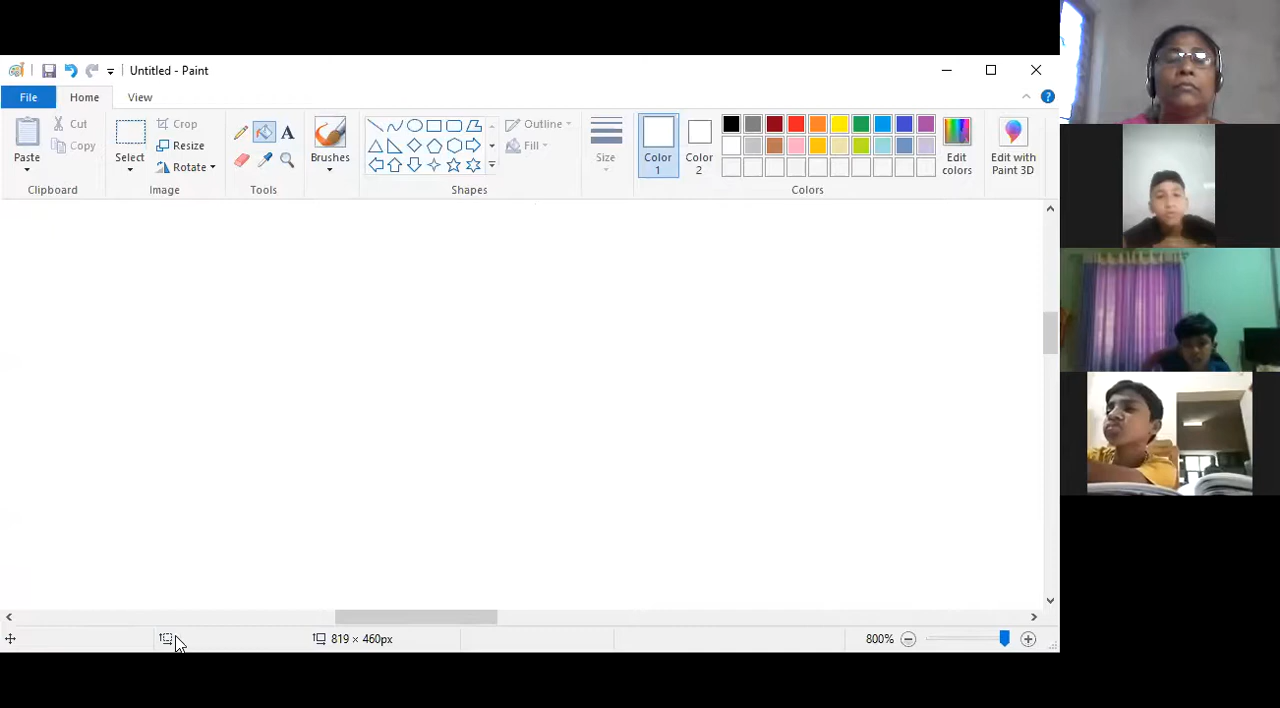 Untitled - Paint
File Home View
Paste
Cut
Copy
Clipboard
Select
Crop
Resize
Rotate
Image
A
Tools
Brushes
Shapes
Outline
Fill
Size
Color 1
Color 2
Colors
Edit colors
Edit with Paint 3D
819 × 460px
800%